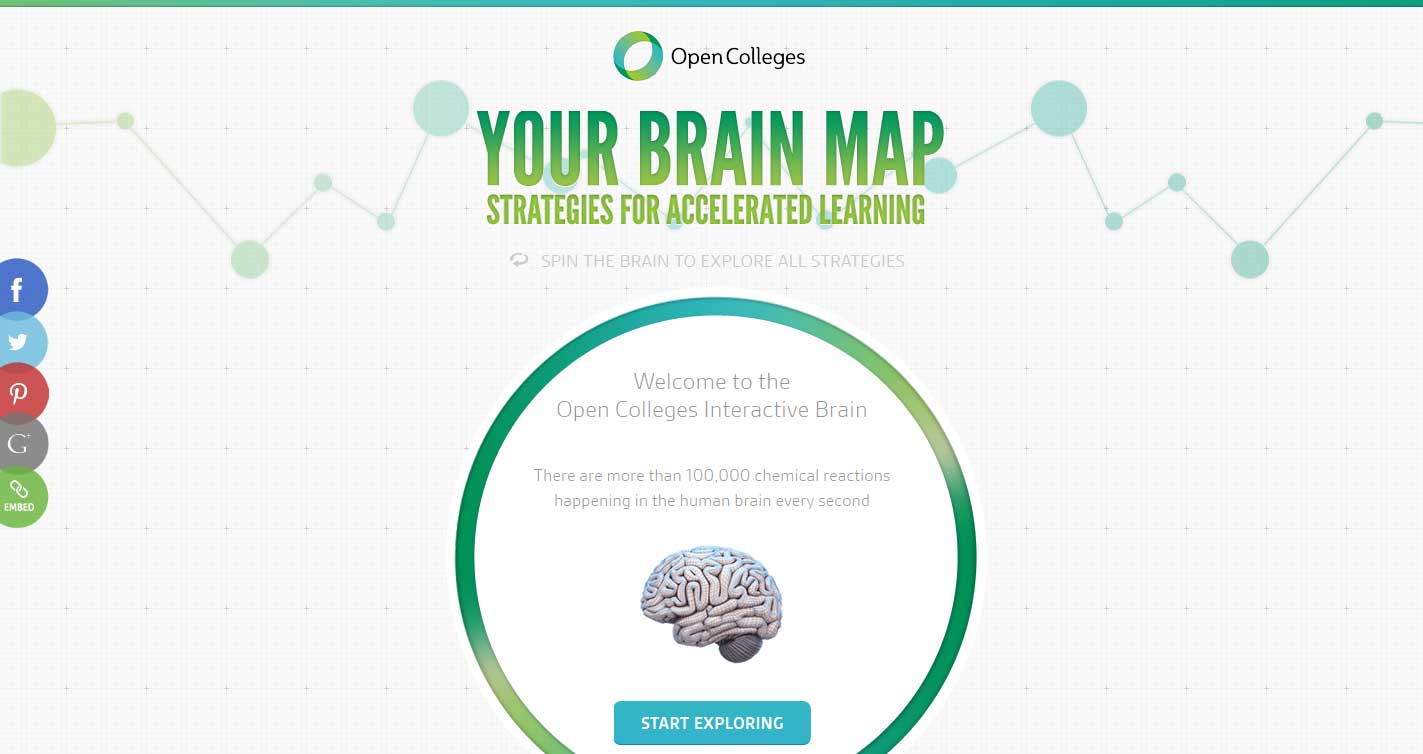 Open Colleges
YOUR BRAIN MAP
STRATEGIES FOR ACCELERATED LEARNING
SPIN THE BRAIN TO EXPLORE ALL STRATEGIES
f
G+
EMBED
Welcome to the
Open Colleges Interactive Brain
There are more than 100,000 chemical reactions
happening in the human brain every second
START EXPLORING